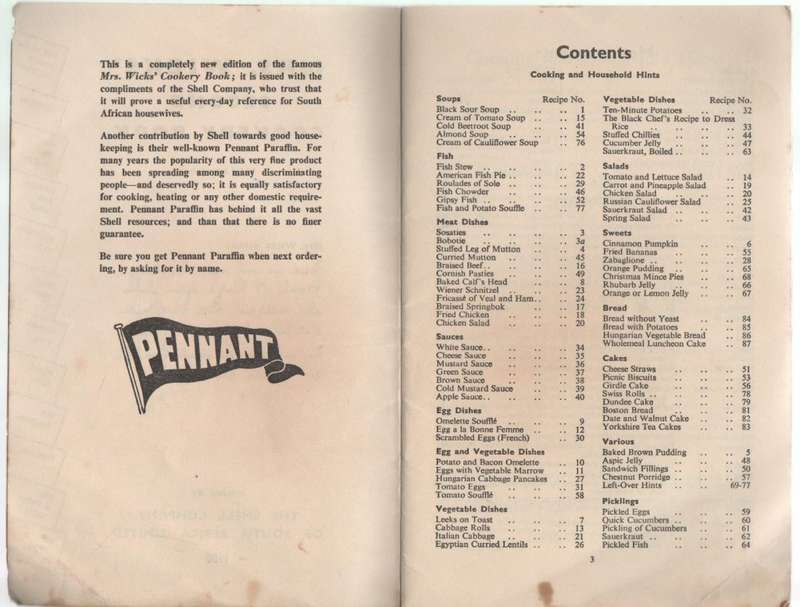 This is a completely new edition of the famous
Mrs. Wicks' Cookery Book; it is issued with the
compliments of the Shell Company, who trust that
it will prove a useful every-day reference for South
African housewives.
Another contribution by Shell towards good house-
keeping is their well-known Pennant Paraffin. For
many years the popularity of this very fine product
has been spreading among many discriminating
people—and deservedly so; it is equally satisfactory
for cooking, heating or any other domestic require-
ment. Pennant Paraffin has behind it all the vast
Shell resources; and than that there is no finer
guarantee.
Be sure you get Pennant Paraffin when next order-
ing, by asking for it by name.
PENNANT
Contents
Cooking and Household Hints
Soups Recipe No.
Black Sour Soup .. .. .. 1
Cream of Tomato Soup .. .. 15
Cold Beetroot Soup .. .. 41
Almond Soup .. .. .. 54
Cream of Cauliflower Soup .. 76
Fish
Fish Stew .. .. .. .. 2
American Fish Pie .. .. .. 22
Roulades of Sole .. .. .. 29
Fish Chowder .. .. .. 46
Gipsy Fish .. .. .. .. 52
Fish and Potato Souffle .. .. 77
Meat Dishes
Sosaties .. .. .. .. 3
Bobotie .. .. .. .. 3a
Stuffed Leg of Mutton .. .. 4
Curried Mutton .. .. .. 45
Braised Beef .. .. .. .. 16
Cornish Pasties .. .. .. 49
Baked Calf's Head .. .. .. 8
Wiener Schnitzel .. .. .. 23
Fricassé of Veal and Ham .. .. 24
Braised Springbok .. .. .. 17
Fried Chicken .. .. .. 18
Chicken Salad .. .. .. 20
Sauces
White Sauce .. .. .. .. 34
Cheese Sauce .. .. .. 35
Mustard Sauce .. .. .. 36
Green Sauce .. .. .. 37
Brown Sauce .. .. .. 38
Cold Mustard Sauce .. .. 39
Apple Sauce .. .. .. .. 40
Egg Dishes
Omelette Soufflé .. .. .. 9
Egg a la Bonne Femme .. .. 12
Scrambled Eggs (French) .. .. 30
Egg and Vegetable Dishes
Potato and Bacon Omelette .. 10
Eggs with Vegetable Marrow .. 11
Hungarian Cabbage Pancakes .. 27
Tomato Eggs .. .. .. 31
Tomato Soufflé .. .. .. 58
Vegetable Dishes
Leeks on Toast .. .. .. 7
Cabbage Rolls .. .. .. 13
Italian Cabbage .. .. .. 21
Egyptian Curried Lentils .. .. 26
Vegetable Dishes Recipe No.
Ten-Minute Potatoes .. .. 32
The Black Chef's Recipe to Dress
Rice .. .. .. .. 33
Stuffed Chillies .. .. .. 44
Cucumber Jelly .. .. .. 47
Sauerkraut, Boiled .. .. .. 63
Salads
Tomato and Lettuce Salad .. 14
Carrot and Pineapple Salad .. 19
Chicken Salad .. .. .. 20
Russian Cauliflower Salad .. 25
Sauerkraut Salad .. .. .. 42
Spring Salad .. .. .. 43
Sweets
Cinnamon Pumpkin .. .. 6
Fried Bananas .. .. .. 55
Zabaglione .. .. .. .. 28
Orange Pudding .. .. .. 65
Christmas Mince Pies .. .. 68
Rhubarb Jelly .. .. .. 66
Orange or Lemon Jelly .. .. 67
Bread
Bread without Yeast .. .. 84
Bread with Potatoes .. .. 85
Hungarian Vegetable Bread .. 86
Wholemeal Luncheon Cake .. 87
Cakes
Cheese Straws .. .. .. 51
Picnic Biscuits .. .. .. 53
Girdle Cake .. .. .. 56
Swiss Rolls .. .. .. .. 78
Dundee Cake .. .. .. 79
Boston Bread .. .. .. 81
Date and Walnut Cake .. .. 82
Yorkshire Tea Cakes .. .. 83
Various
Baked Brown Pudding .. .. 5
Aspic Jelly .. .. .. .. 48
Sandwich Fillings .. .. .. 50
Chestnut Porridge .. .. .. 57
Left-Over Hints .. .. 69-77
Picklings
Pickled Eggs .. .. .. 59
Quick Cucumbers .. .. .. 60
Pickling of Cucumbers .. .. 61
Sauerkraut .. .. .. .. 62
Pickled Fish .. .. .. 64
3